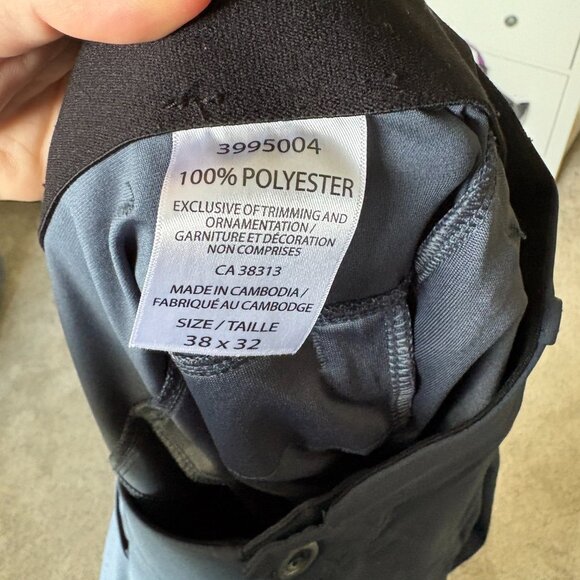 3995004
100% POLYESTER
EXCLUSIVE OF TRIMMING AND
ORNAMENTATION/
GARNITURE ET DÉCORATION
NON COMPRISES
CA 38313
MADE IN CAMBODIA/
FABRIQUÉ AU CAMBODGE
SIZE / TAILLE
38 x 32